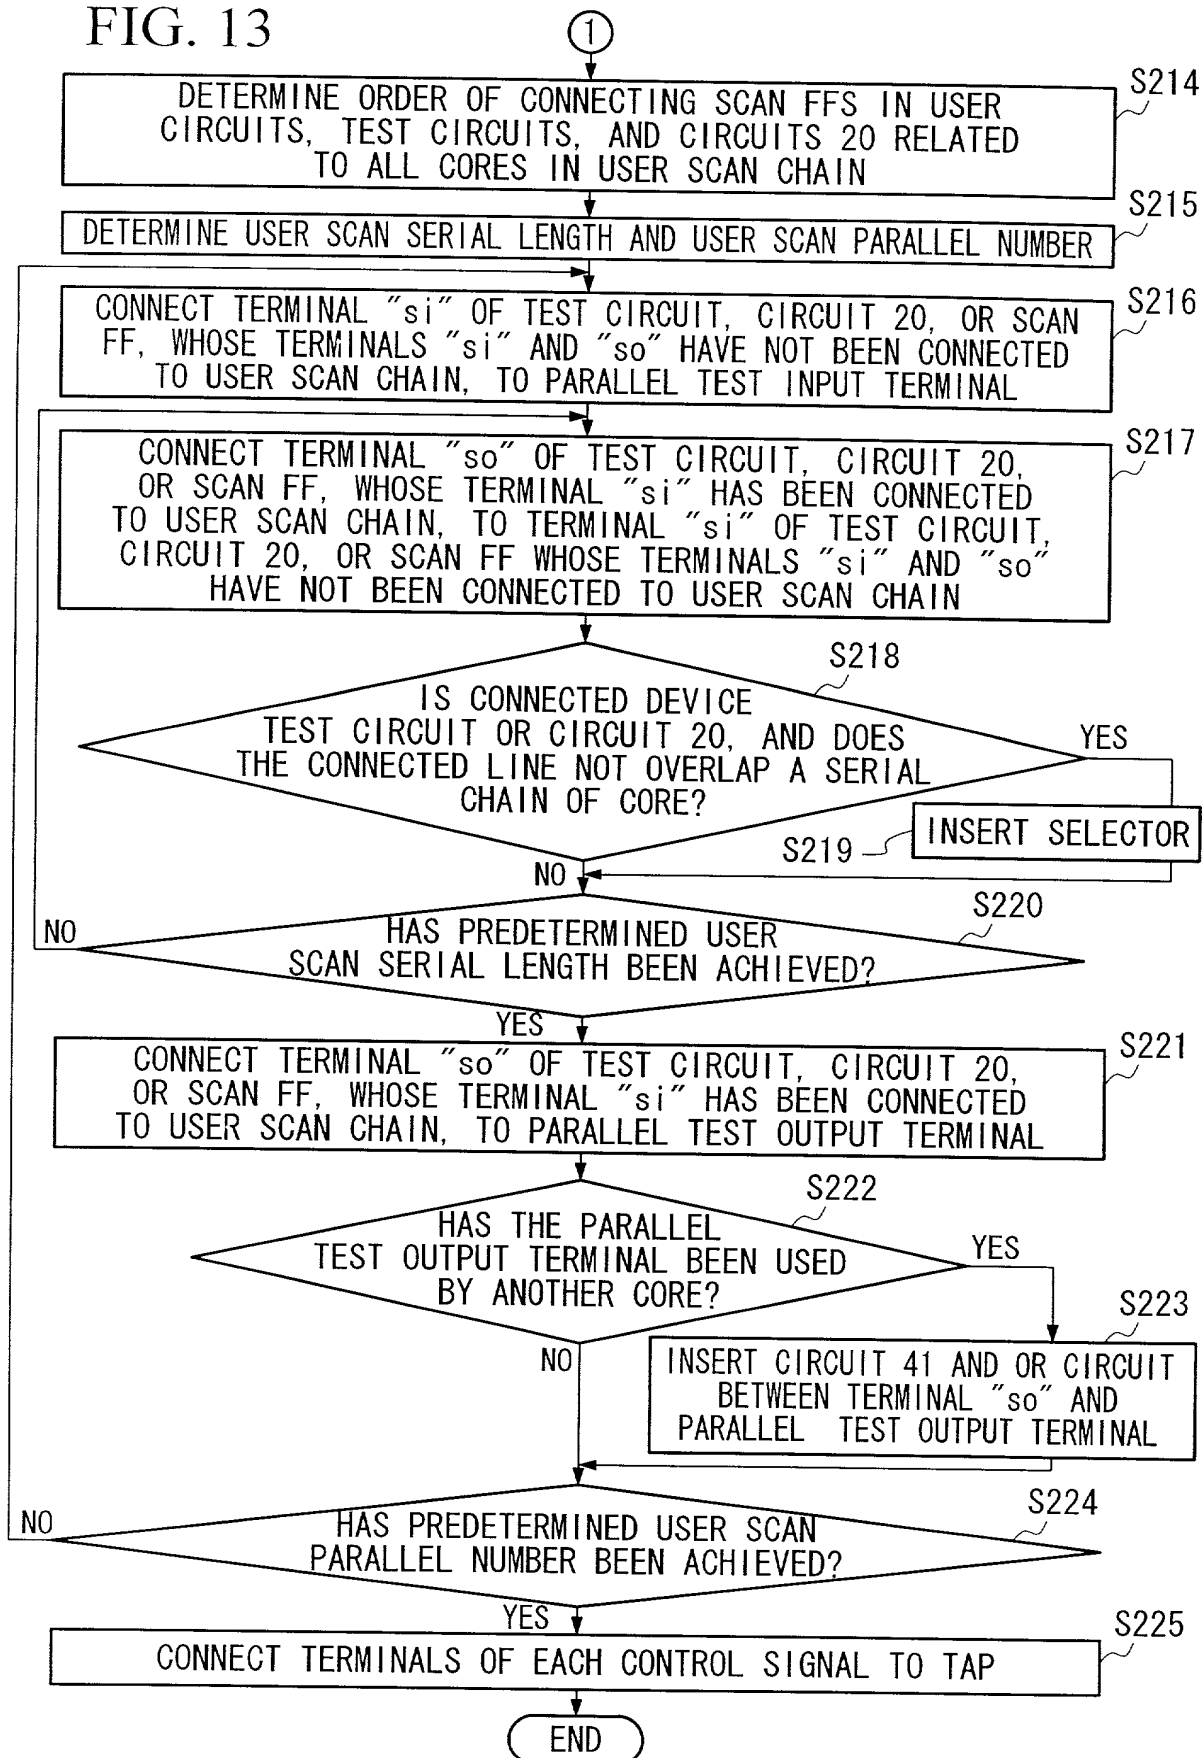 FIG. 13
1
S214
DETERMINE ORDER OF CONNECTING SCAN FFS IN USER
CIRCUITS, TEST CIRCUITS, AND CIRCUITS 20 RELATED
TO ALL CORES IN USER SCAN CHAIN
S215
DETERMINE USER SCAN SERIAL LENGTH AND USER SCAN PARALLEL NUMBER
S216
CONNECT TERMINAL "si" OF TEST CIRCUIT, CIRCUIT 20, OR SCAN
FF, WHOSE TERMINALS "si" AND "so" HAVE NOT BEEN CONNECTED
TO USER SCAN CHAIN, TO PARALLEL TEST INPUT TERMINAL
S217
CONNECT TERMINAL "so" OF TEST CIRCUIT, CIRCUIT 20,
OR SCAN FF, WHOSE TERMINAL "si" HAS BEEN CONNECTED
TO USER SCAN CHAIN, TO TERMINAL "si" OF TEST CIRCUIT,
CIRCUIT 20, OR SCAN FF WHOSE TERMINALS "si" AND "so"
HAVE NOT BEEN CONNECTED TO USER SCAN CHAIN
S218
IS CONNECTED DEVICE
TEST CIRCUIT OR CIRCUIT 20, AND DOES
THE CONNECTED LINE NOT OVERLAP A SERIAL
CHAIN OF CORE?
YES
S219
INSERT SELECTOR
NO
S220
HAS PREDETERMINED USER
SCAN SERIAL LENGTH BEEN ACHIEVED?
NO
YES
S221
CONNECT TERMINAL "so" OF TEST CIRCUIT, CIRCUIT 20,
OR SCAN FF, WHOSE TERMINAL "si" HAS BEEN CONNECTED
TO USER SCAN CHAIN, TO PARALLEL TEST OUTPUT TERMINAL
S222
HAS THE PARALLEL
TEST OUTPUT TERMINAL BEEN USED
BY ANOTHER CORE?
YES
NO
S223
INSERT CIRCUIT 41 AND OR CIRCUIT
BETWEEN TERMINAL "so" AND
PARALLEL TEST OUTPUT TERMINAL
S224
HAS PREDETERMINED USER SCAN
PARALLEL NUMBER BEEN ACHIEVED?
NO
YES
S225
CONNECT TERMINALS OF EACH CONTROL SIGNAL TO TAP
END